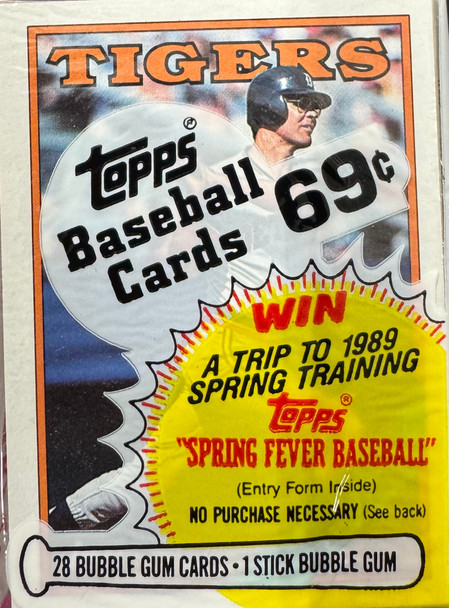 TIGERS
Topps®
Baseball
Cards 69¢
WIN
A TRIP TO 1989
SPRING TRAINING
Topps®
"SPRING FEVER BASEBALL"
(Entry Form Inside)
NO PURCHASE NECESSARY (See back)
28 BUBBLE GUM CARDS • 1 STICK BUBBLE GUM